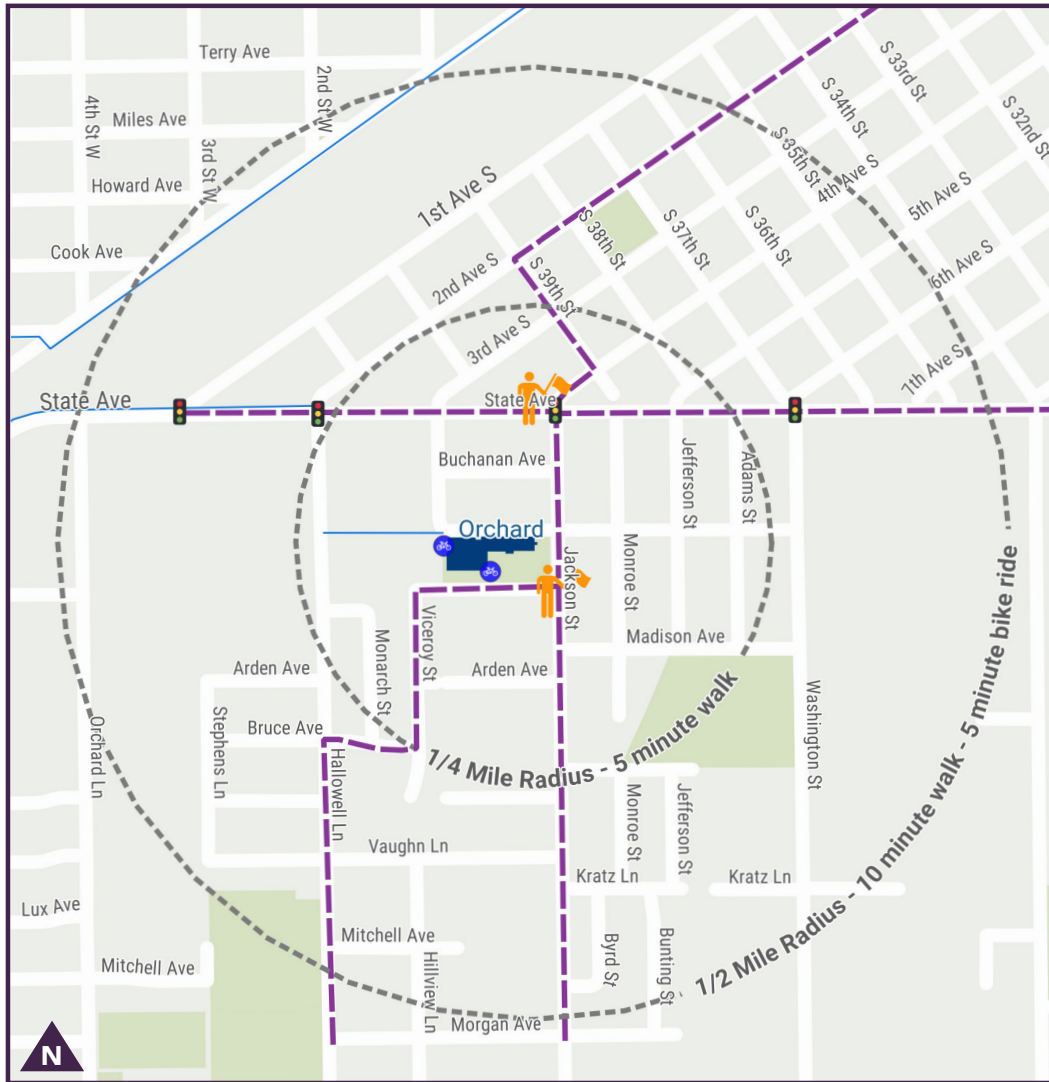 Terry Ave
2nd St W
S 33rd St
4th St W
Miles Ave
S 34th St
S 32nd St
3rd St W
S 35th St
Howard Ave
1st Ave S
4th Ave S
5th Ave S
Cook Ave
S 38th St
S 37th St
S 36th St
2nd Ave S
S 39th St
6th Ave S
3rd Ave S
7th Ave S
State Ave
State Ave
Buchanan Ave
Jefferson St
Adams St
Orchard
Jackson St
Monroe St
Viceroy St
Monarch St
Madison Ave
Arden Ave
Arden Ave
Orchard Ln
Stephens Ln
Bruce Ave
Hallowell Ln
Washington St
1/4 Mile Radius - 5 minute walk
1/2 Mile Radius - 10 minute walk - 5 minute bike ride
Monroe St
Jefferson St
Vaughn Ln
Kratz Ln
Kratz Ln
Lux Ave
Mitchell Ave
Mitchell Ave
Hillview Ln
Byrd St
Bunting St
Morgan Ave
N